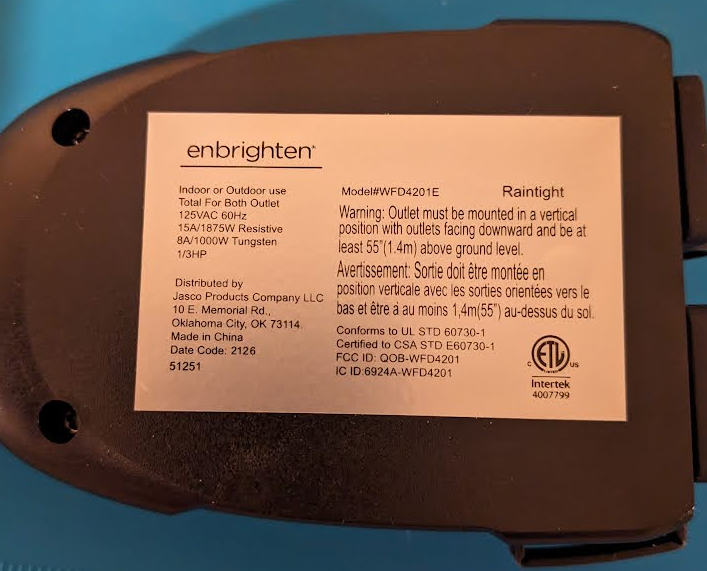 enbrighten®
Indoor or Outdoor use
Total For Both Outlet
125VAC 60Hz
15A/1875W Resistive
8A/1000W Tungsten
1/3HP
Distributed by
Jasco Products Company LLC
10 E. Memorial Rd.,
Oklahoma City, OK 73114
Made in China
Date Code: 2126
51251
Model#WFD4201E Raintight
Warning: Outlet must be mounted in a vertical
position with outlets facing downward and be at
least 55"(1.4m) above ground level.
Avertissement: Sortie doit être montée en
position verticale avec les sorties orientées vers le
bas et être à au moins 1,4m(55") au-dessus du sol.
Conforms to UL STD 60730-1
Certified to CSA STD E60730-1
FCC ID: QOB-WFD4201
IC ID:6924A-WFD4201
c ETL us
Intertek
4007799